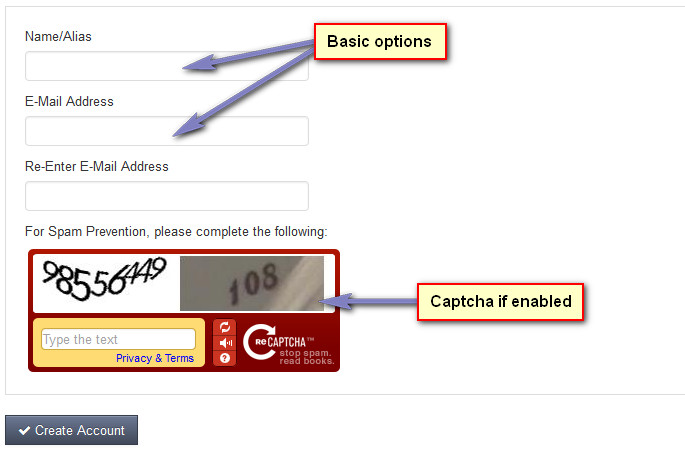 Name/Alias
Basic options
E-Mail Address
Re-Enter E-Mail Address
For Spam Prevention, please complete the following:
98556449 108
Captcha if enabled
Type the text
Privacy & Terms
reCAPTCHA™
stop spam.
read books.
Create Account